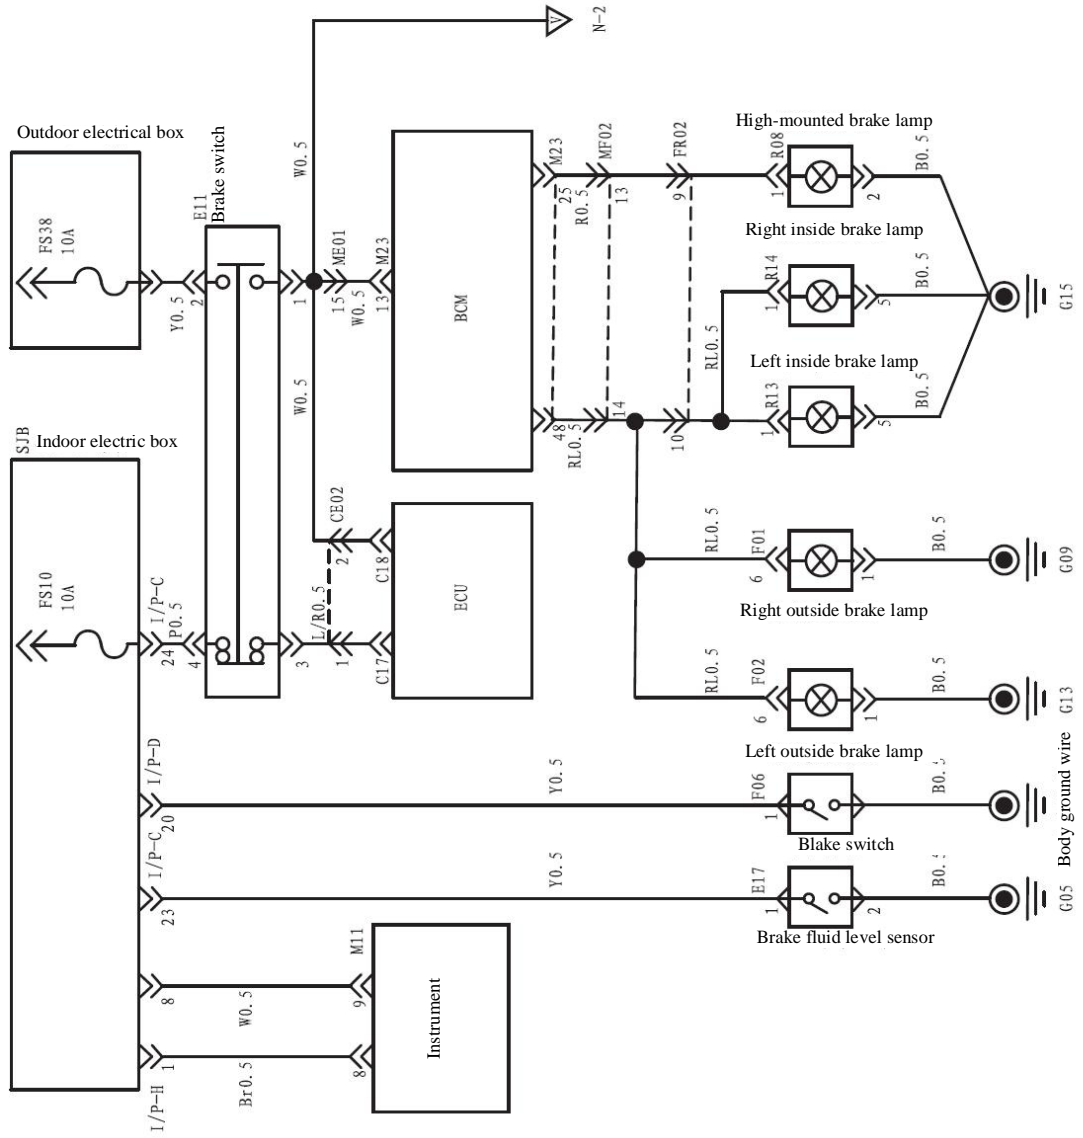 V
N-2
Outdoor electrical box
FS38
10A
Y0.5
2
E11
Brake switch
1
W0.5
ME01
15
W0.5
M23
13
BCM
M23
25
R0.5
MF02
13
FR02
9
High-mounted brake lamp
R08
1
2
B0.5
Right inside brake lamp
R14
1
5
B0.5
RL0.5
G15
Left inside brake lamp
R13
1
5
B0.5
48
RL0.5
14
10
W0.5
SJB
Indoor electric box
FS10
10A
I/P-C
P0.5
24
4
3
L/R0.5
1
C17
CE02
2
C18
ECU
RL0.5
F01
6
1
B0.5
G09
Right outside brake lamp
RL0.5
F02
6
1
B0.5
G13
Left outside brake lamp
I/P-D
20
Y0.5
F06
1
B0.5
Blake switch
Body ground wire
I/P-C
23
Y0.5
E17
1
2
B0.
G05
Brake fluid level sensor
8
W0.5
9
M11
Instrument
I/P-H
1
Br0.5
8